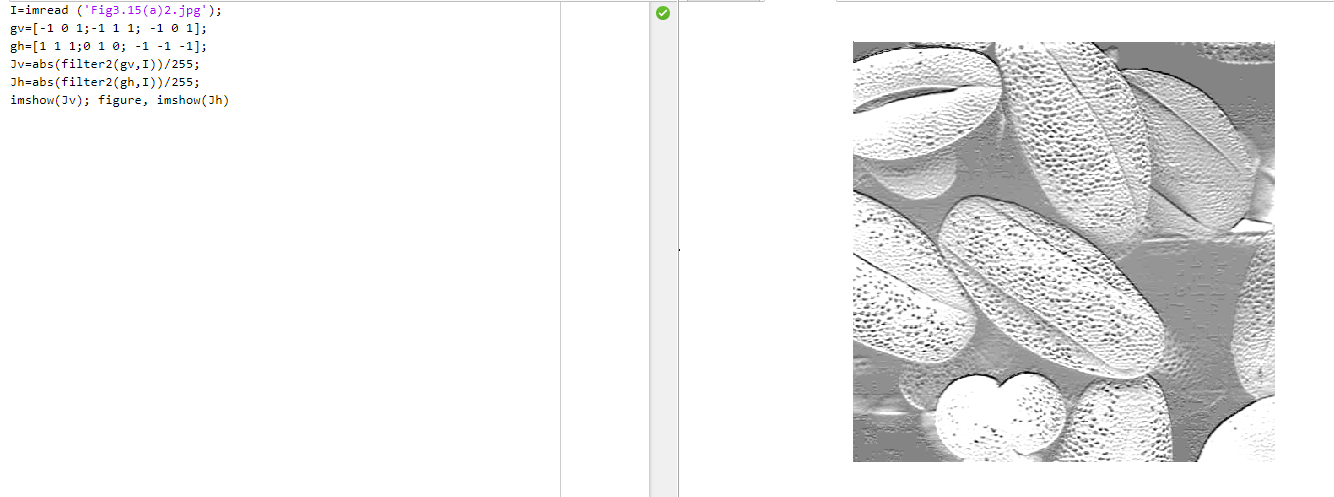 I=imread ('Fig3.15(a)2.jpg');
gv=[-1 0 1;-1 1 1; -1 0 1];
gh=[1 1 1;0 1 0; -1 -1 -1];
Jv=abs(filter2(gv,I))/255;
Jh=abs(filter2(gh,I))/255;
imshow(Jv); figure, imshow(Jh)